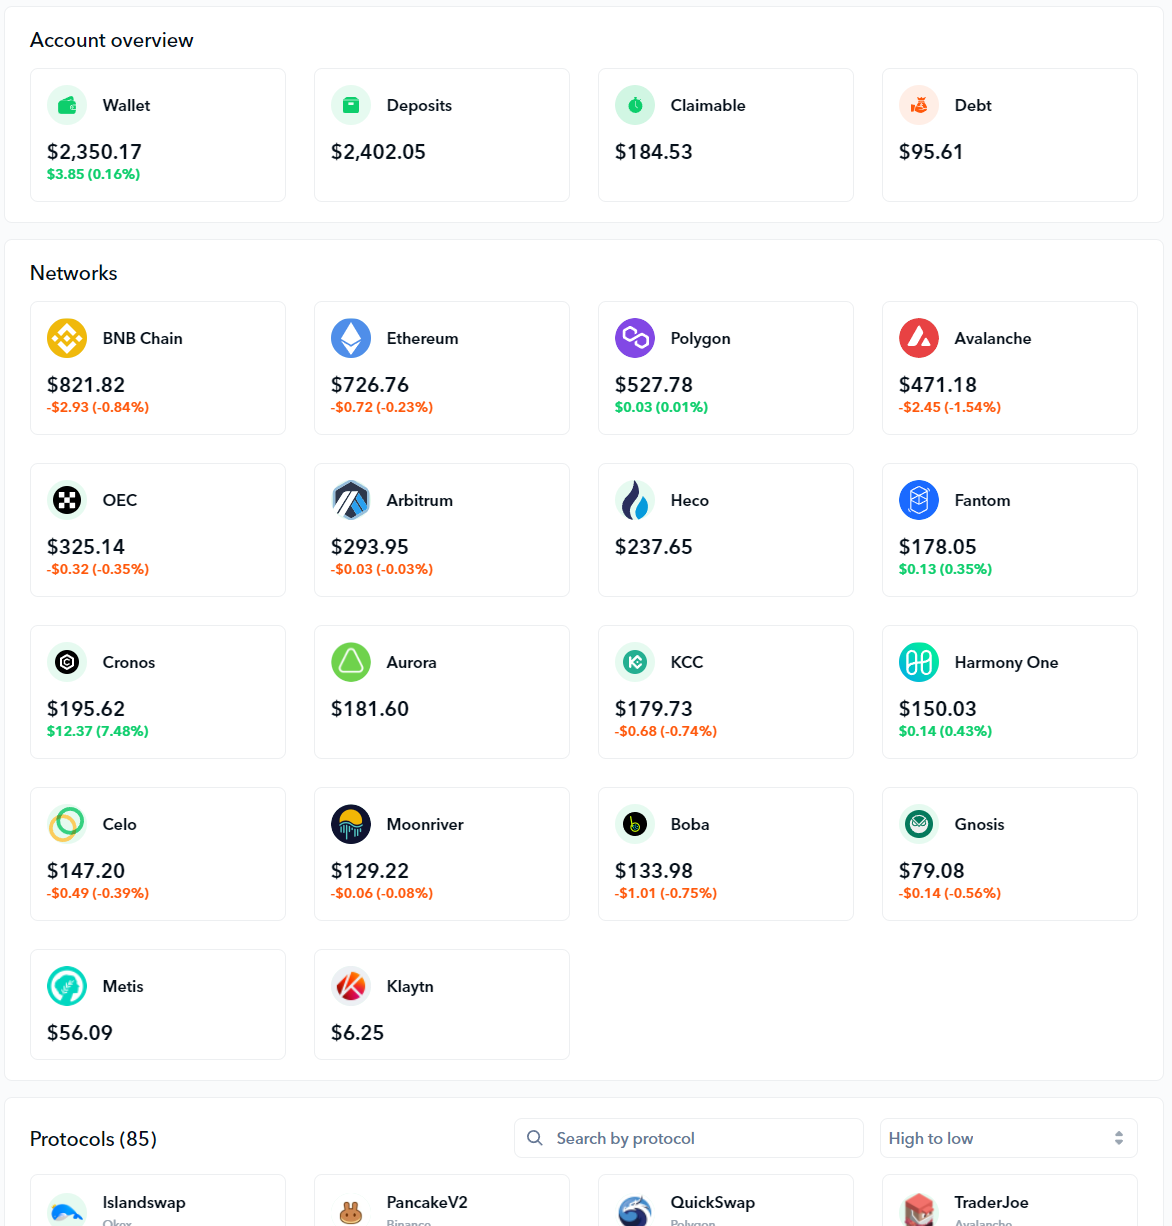 Account overview
Wallet
$2,350.17
$3.85 (0.16%)
Deposits
$2,402.05
Claimable
$184.53
Debt
$95.61
Networks
BNB Chain
$821.82
-$2.93 (-0.84%)
Ethereum
$726.76
-$0.72 (-0.23%)
Polygon
$527.78
$0.03 (0.01%)
Avalanche
$471.18
-$2.45 (-1.54%)
OEC
$325.14
-$0.32 (-0.35%)
Arbitrum
$293.95
-$0.03 (-0.03%)
Heco
$237.65
Fantom
$178.05
$0.13 (0.35%)
Cronos
$195.62
$12.37 (7.48%)
Aurora
$181.60
KCC
$179.73
-$0.68 (-0.74%)
Harmony One
$150.03
$0.14 (0.43%)
Celo
$147.20
-$0.49 (-0.39%)
Moonriver
$129.22
-$0.06 (-0.08%)
Boba
$133.98
-$1.01 (-0.75%)
Gnosis
$79.08
-$0.14 (-0.56%)
Metis
$56.09
Klaytn
$6.25
Protocols (85)
Search by protocol
High to low
Islandswap
Okex
PancakeV2
Binance
QuickSwap
Polygon
TraderJoe
Avalanche